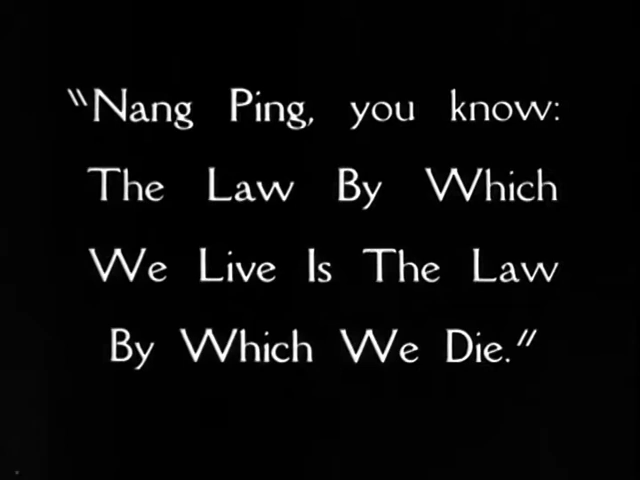 "Nang Ping, you know:
The Law By Which
We Live Is The Law
By Which We Die."